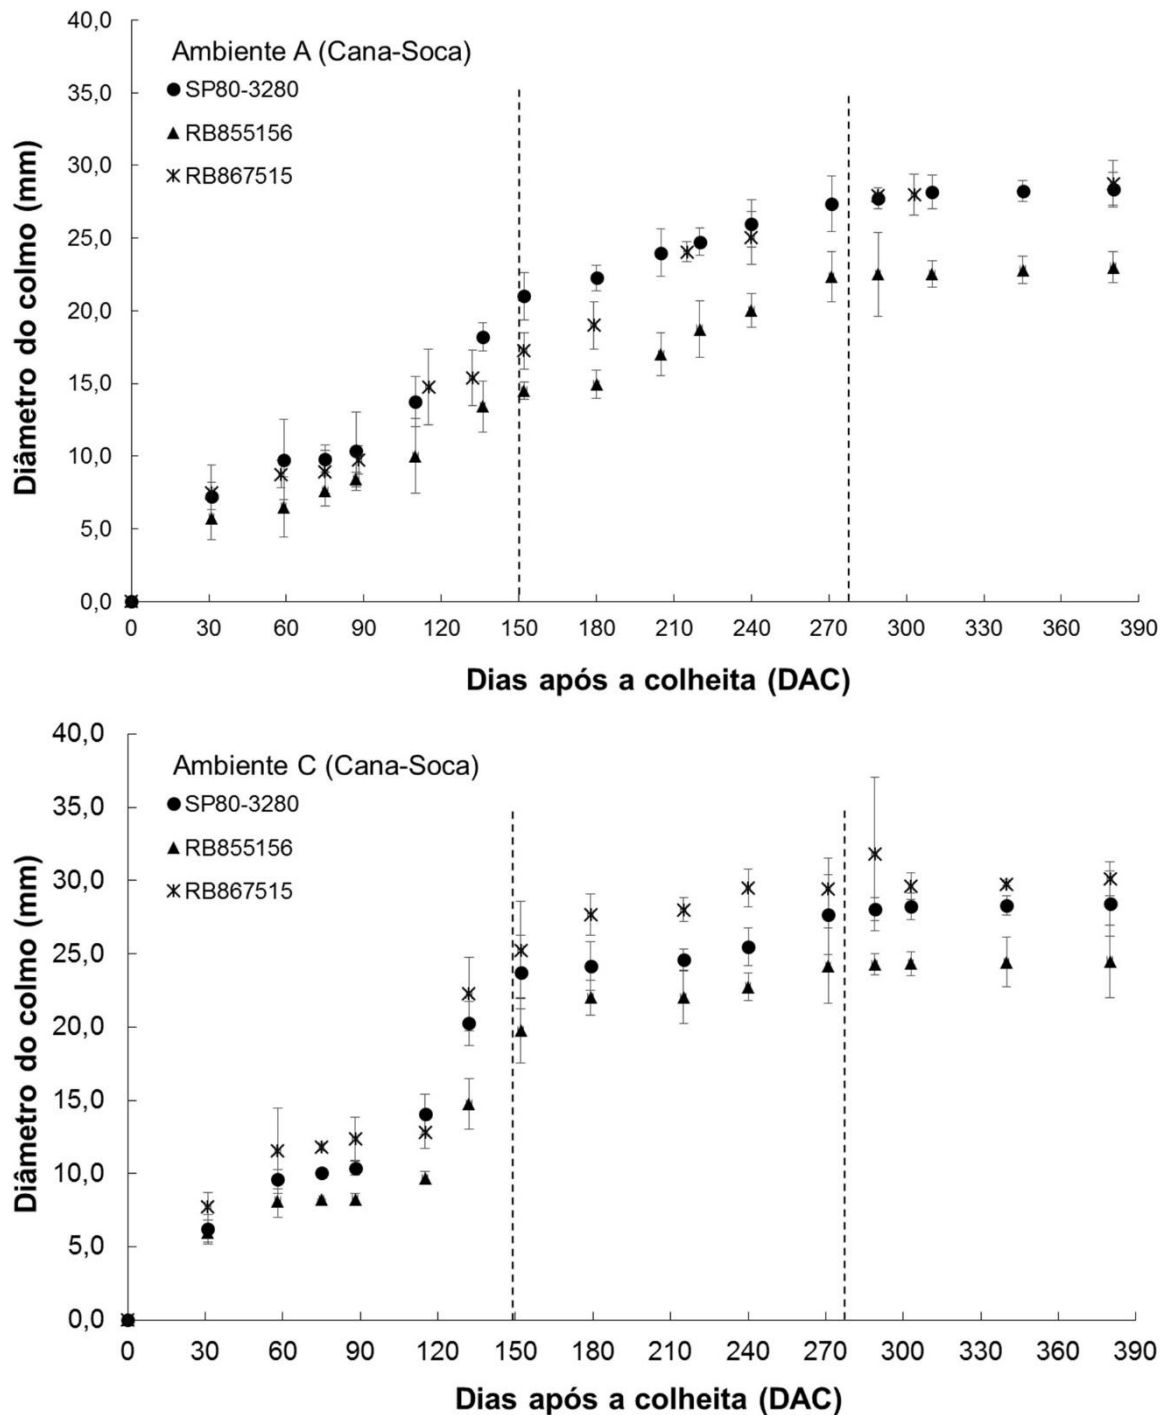 40,0
Ambiente A (Cana-Soca)
35,0
SP80-3280
RB855156
30,0
RB867515
25,0
20,0
15,0
10,0
5,0
0,0
Diâmetro do colmo (mm)
0 30 60 90 120 150 180 210 240 270 300 330 360 390
Dias após a colheita (DAC)
40,0
Ambiente C (Cana-Soca)
35,0
SP80-3280
RB855156
30,0
RB867515
25,0
20,0
15,0
10,0
5,0
0,0
Diâmetro do colmo (mm)
0 30 60 90 120 150 180 210 240 270 300 330 360 390
Dias após a colheita (DAC)